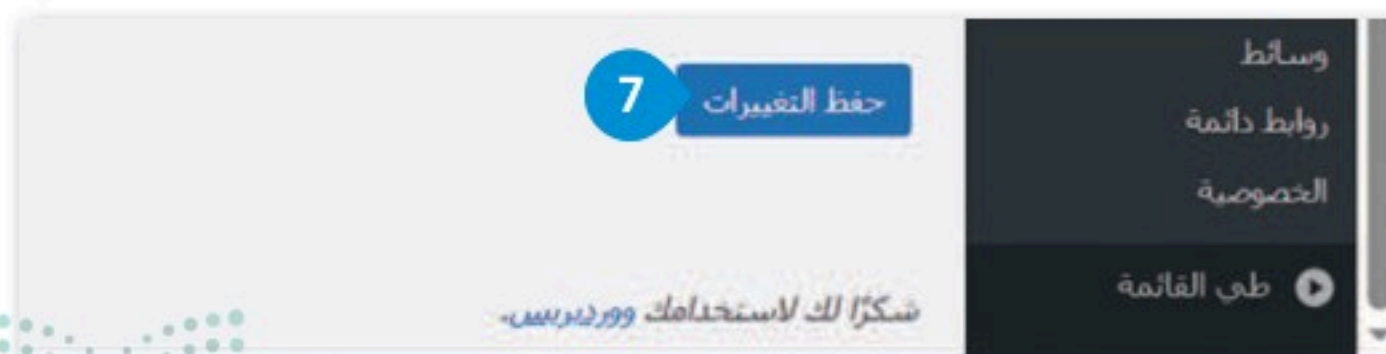 وسائط
روابط دائمة
الخصوصية
طي القائمة
حفظ التغييرات 7
شكرًا لك لاستخدامك ووردبريس.